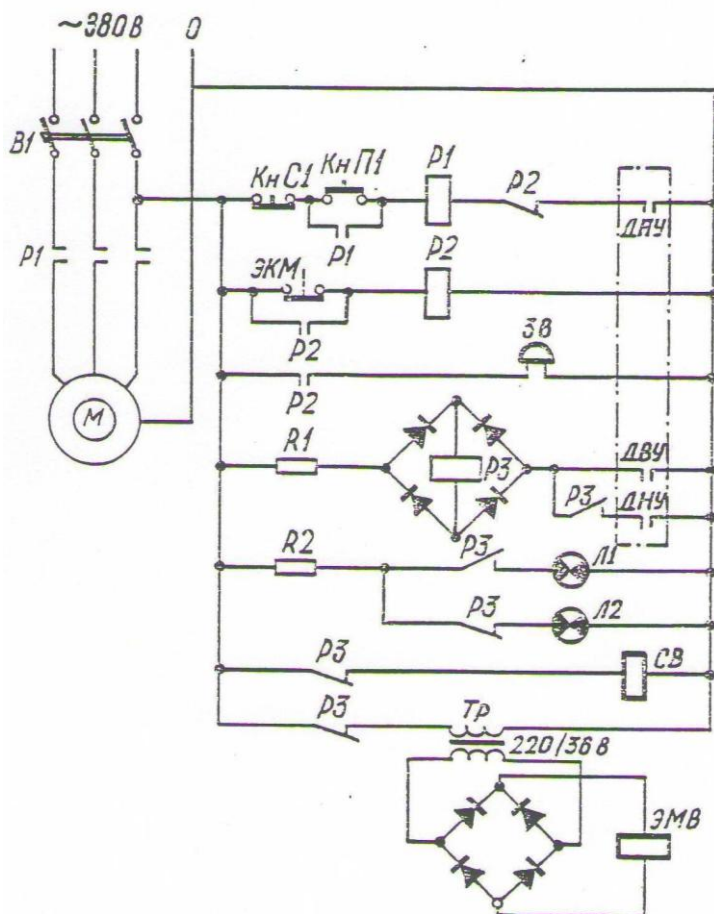 ~380В 0
В1
КнС1 КнП1 Р1 Р2 ДНУ
Р1
Р1
ЭКМ Р2
Р2
ЗВ
Р2
М
R1 Р3 ДВУ
Р3 ДНУ
R2 Р3 Л1
Р3 Л2
Р3 СВ
Р3 Тр
220/36В
ЭМВ